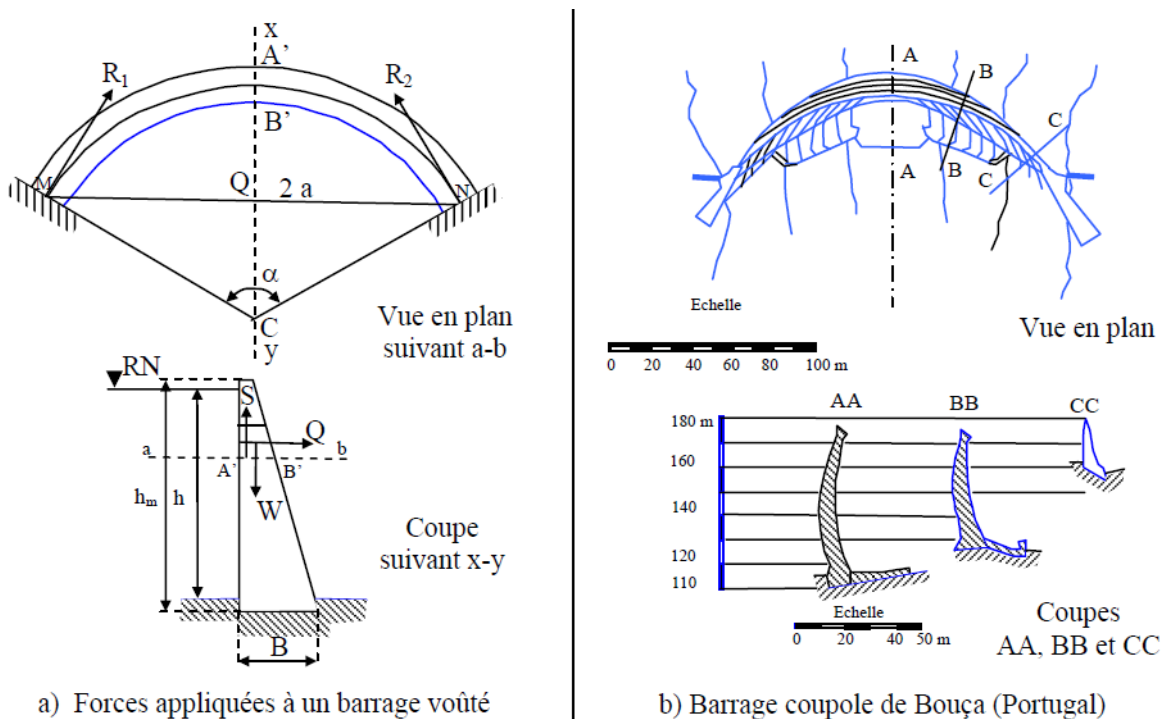 x
A’
R1
R2
B’
M
Q
2 a
N
α
C
y
Vue en plan
suivant a-b
RN
S
Q
a
b
A’
B’
hm
h
W
Coupe
suivant x-y
B
a) Forces appliquées à un barrage voûté
A
B
C
A
B
C
Echelle
Vue en plan
0 20 40 60 80 100 m
AA
BB
CC
180 m
160
140
120
110
Echelle
0 20 40 50 m
Coupes
AA, BB et CC
b) Barrage coupole de Bouça (Portugal)